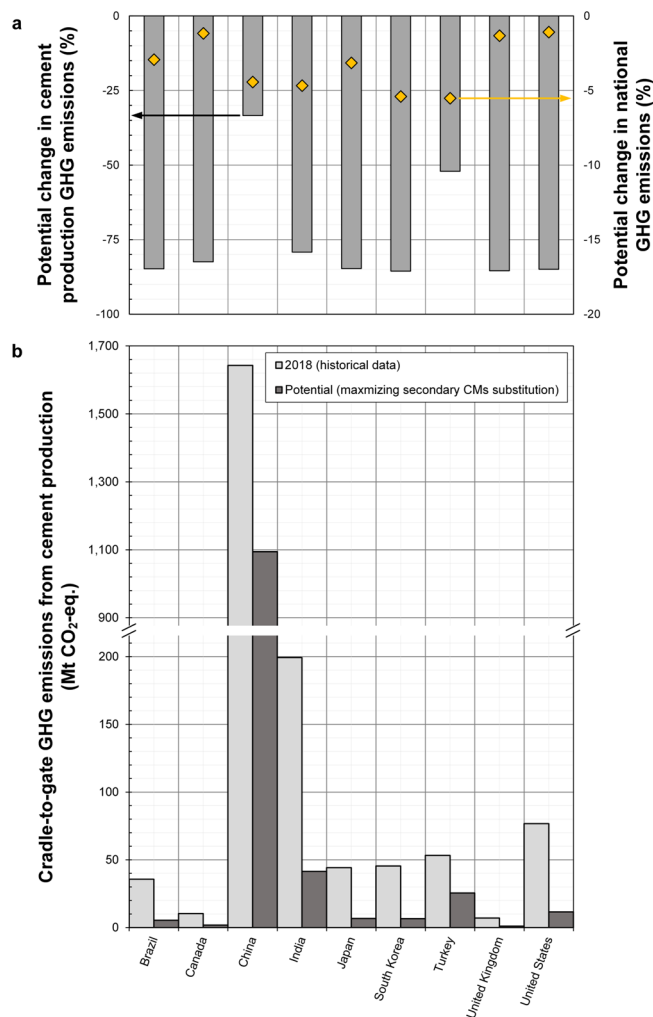 a
Potential change in cement
production GHG emissions (%)
0
-25
-50
-75
-100
0
-5
-10
-15
-20
Potential change in national
GHG emissions (%)
b
Cradle-to-gate GHG emissions from cement production
(Mt CO₂-eq.)
1,700
1,500
1,300
1,100
900
200
150
100
50
0
2018 (historical data)
Potential (maxmizing secondary CMs substitution)
Brazil
Canada
China
India
Japan
South Korea
Turkey
United Kingdom
United States